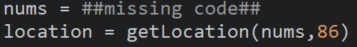 nums = ##missing code##
location = getLocation(nums,86)